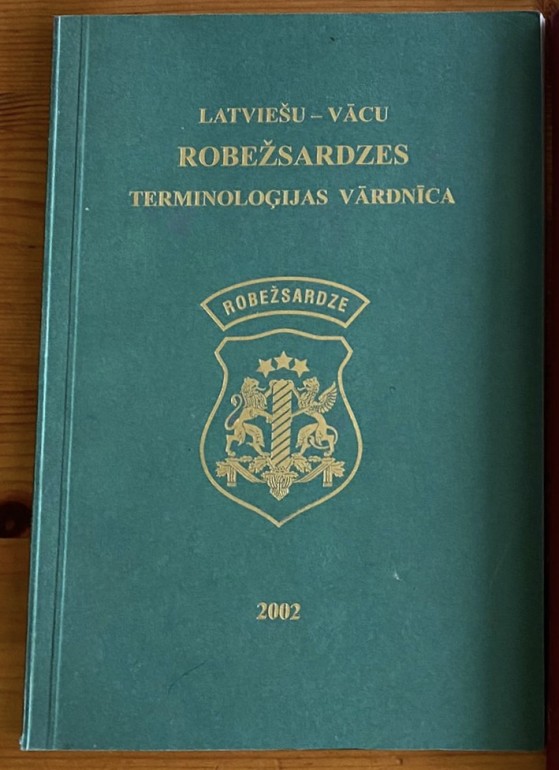 LATVIEŠU – VĀCU
ROBEŽSARDZES
TERMINOLOĢIJAS VĀRDNĪCA
ROBEŽSARDZE
2002